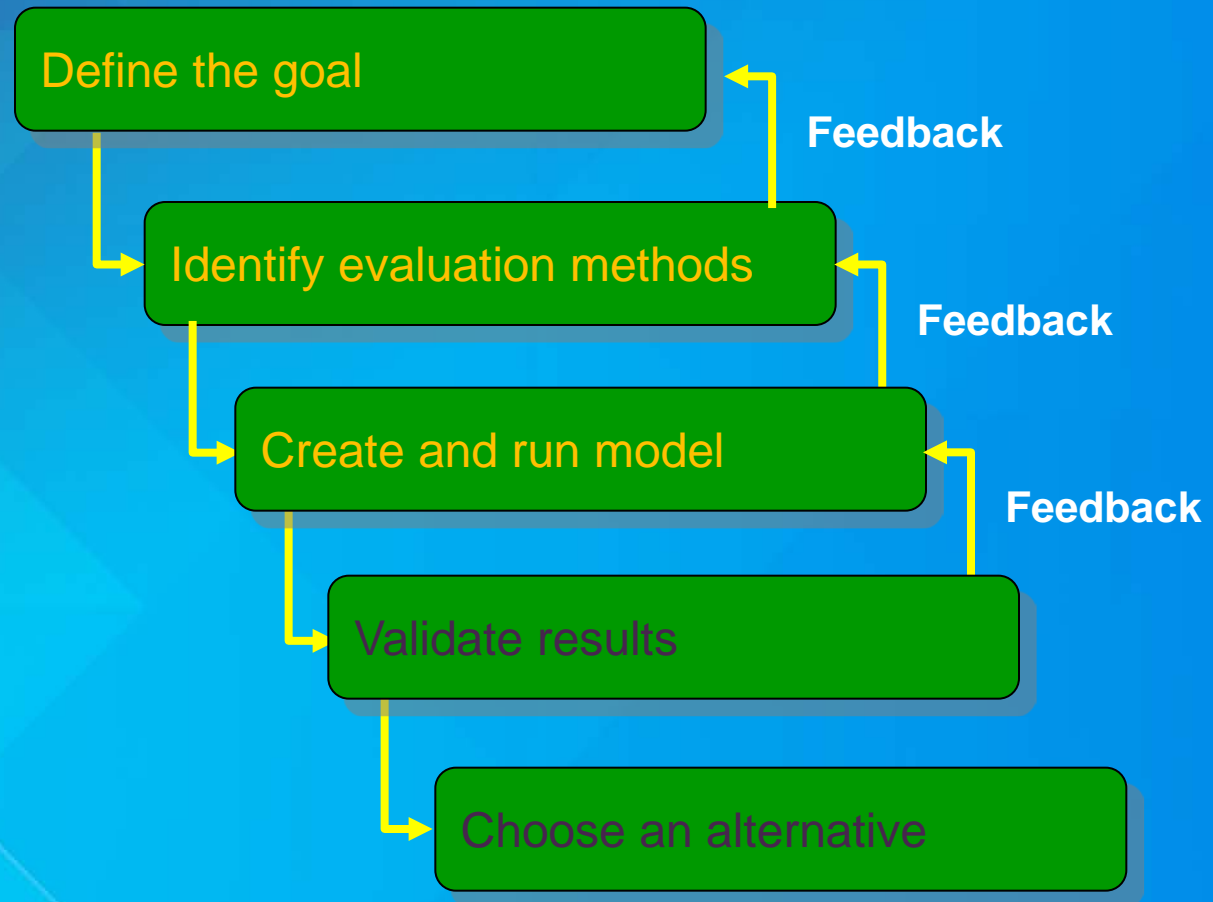 Define the goal
Feedback
Identify evaluation methods
Feedback
Create and run model
Feedback
Validate results
Choose an alternative